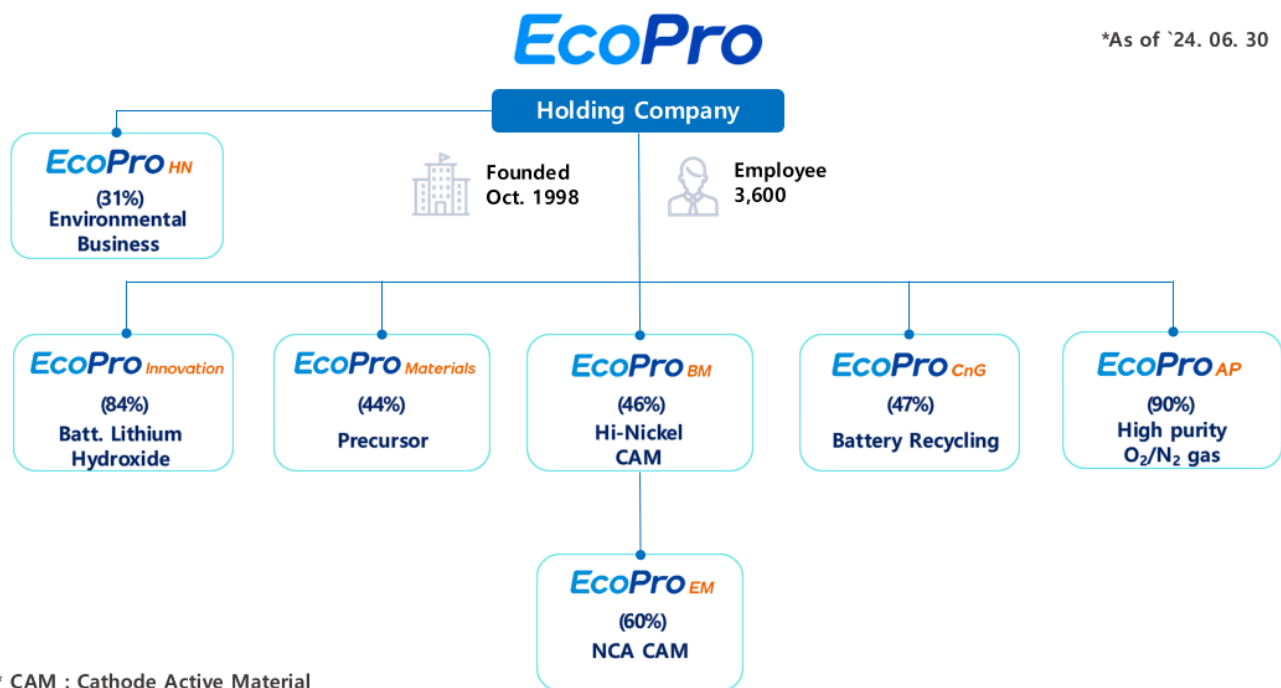 EcoPro
*As of `24. 06. 30
Holding Company
EcoPro HN
(31%)
Environmental
Business
Founded
Oct. 1998
Employee
3,600
EcoPro Innovation
(84%)
Batt. Lithium
Hydroxide
EcoPro Materials
(44%)
Precursor
EcoPro BM
(46%)
Hi-Nickel
CAM
EcoPro CnG
(47%)
Battery Recycling
EcoPro AP
(90%)
High purity
O₂/N₂ gas
EcoPro EM
(60%)
NCA CAM
* CAM : Cathode Active Material